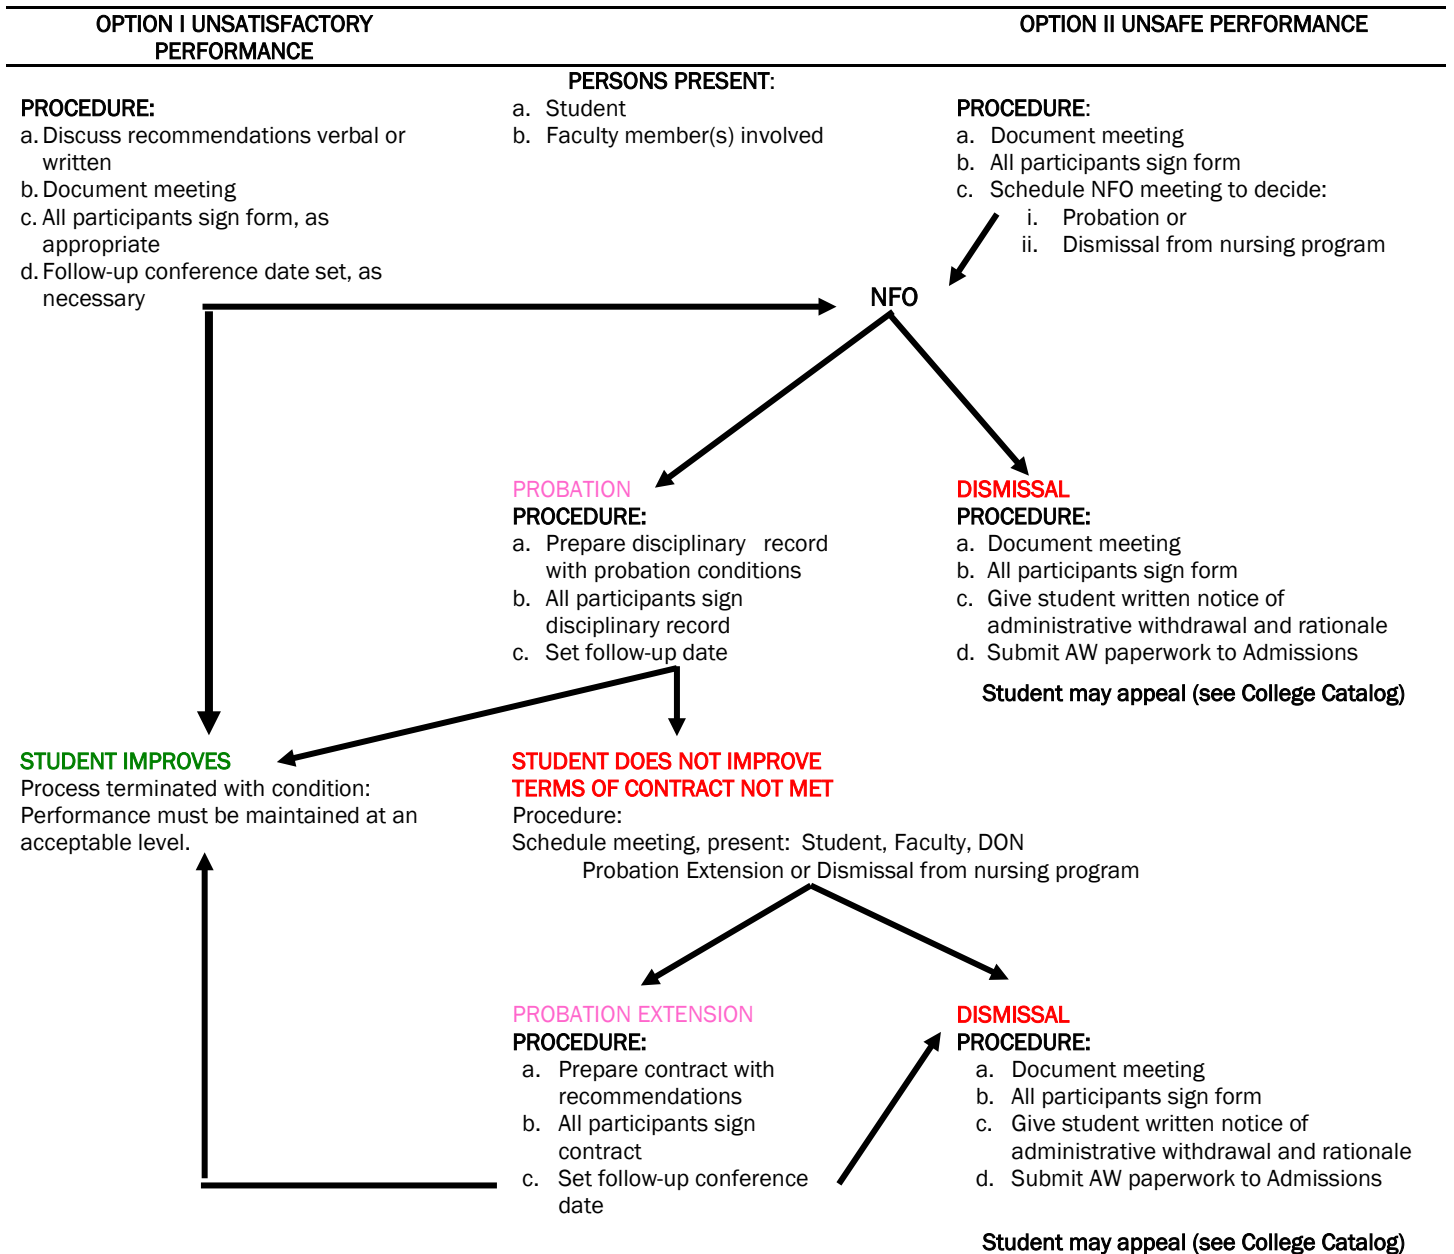 OPTION I UNSATISFACTORY
PERFORMANCE
OPTION II UNSAFE PERFORMANCE
PERSONS PRESENT:
a. Student
b. Faculty member(s) involved
PROCEDURE:
a. Discuss recommendations verbal or
written
b. Document meeting
c. All participants sign form, as
appropriate
d. Follow-up conference date set, as
necessary
PROCEDURE:
a. Document meeting
b. All participants sign form
c. Schedule NFO meeting to decide:
i. Probation or
ii. Dismissal from nursing program
NFO
PROBATION
PROCEDURE:
a. Prepare disciplinary record
with probation conditions
b. All participants sign
disciplinary record
c. Set follow-up date
DISMISSAL
PROCEDURE:
a. Document meeting
b. All participants sign form
c. Give student written notice of
administrative withdrawal and rationale
d. Submit AW paperwork to Admissions
Student may appeal (see College Catalog)
STUDENT IMPROVES
Process terminated with condition:
Performance must be maintained at an
acceptable level.
STUDENT DOES NOT IMPROVE
TERMS OF CONTRACT NOT MET
Procedure:
Schedule meeting, present: Student, Faculty, DON
Probation Extension or Dismissal from nursing program
PROBATION EXTENSION
PROCEDURE:
a. Prepare contract with
recommendations
b. All participants sign
contract
c. Set follow-up conference
date
DISMISSAL
PROCEDURE:
a. Document meeting
b. All participants sign form
c. Give student written notice of
administrative withdrawal and rationale
d. Submit AW paperwork to Admissions
Student may appeal (see College Catalog)